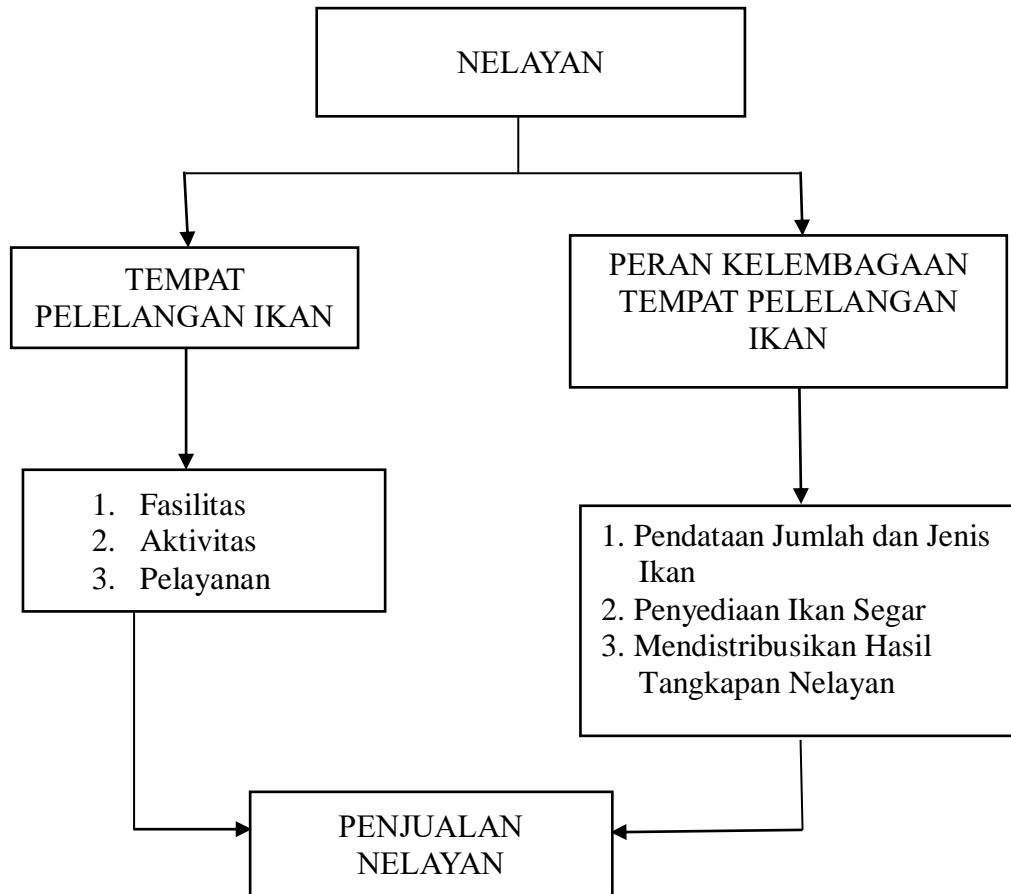 NELAYAN
TEMPAT
PELELANGAN IKAN
PERAN KELEMBAGAAN
TEMPAT PELELANGAN
IKAN
1. Fasilitas
2. Aktivitas
3. Pelayanan
1. Pendataan Jumlah dan Jenis
Ikan
2. Penyediaan Ikan Segar
3. Mendistribusikan Hasil
Tangkapan Nelayan
PENJUALAN
NELAYAN